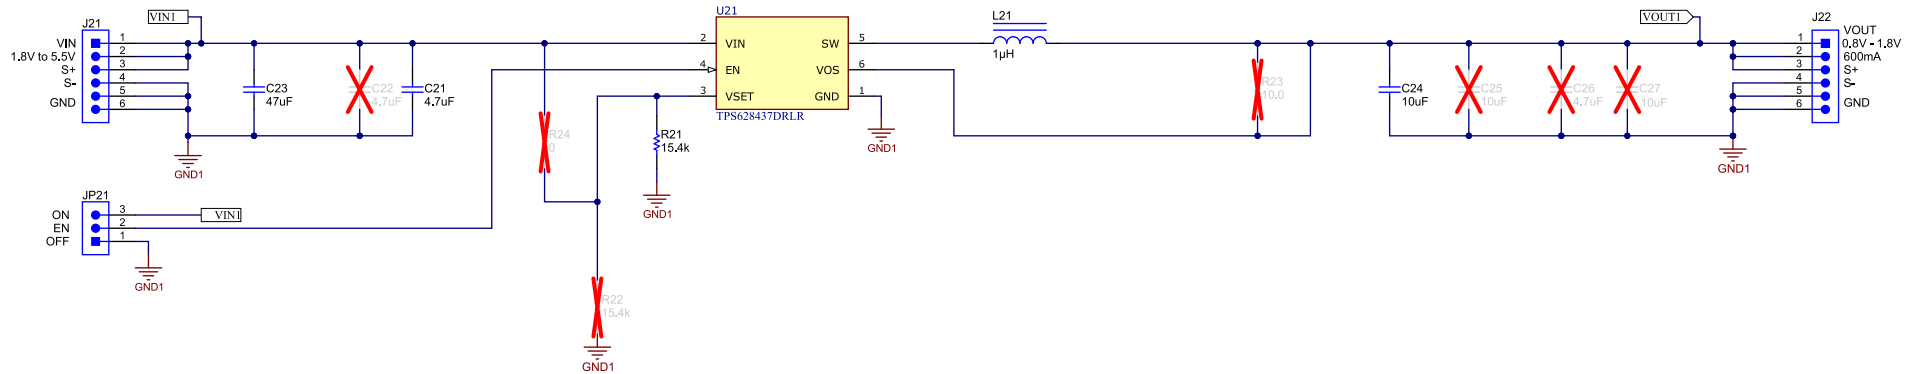 VIN1
J21
VIN
1.8V to 5.5V
S+
S-
GND
1
2
3
4
5
6
C23
47uF
C22
4.7uF
C21
4.7uF
GND1
JP21
ON
EN
OFF
3
2
1
VIN1
GND1
R24
0
R22
15.4k
GND1
R21
15.4k
GND1
U21
2
4
3
VIN
EN
VSET
SW
VOS
GND
5
6
1
TPS628437DRLR
GND1
L21
1µH
R23
10.0
C24
10uF
C25
10uF
C26
4.7uF
C27
10uF
VOUT1
J22
1
2
3
4
5
6
VOUT
0.8V - 1.8V
600mA
S+
S-
GND
GND1